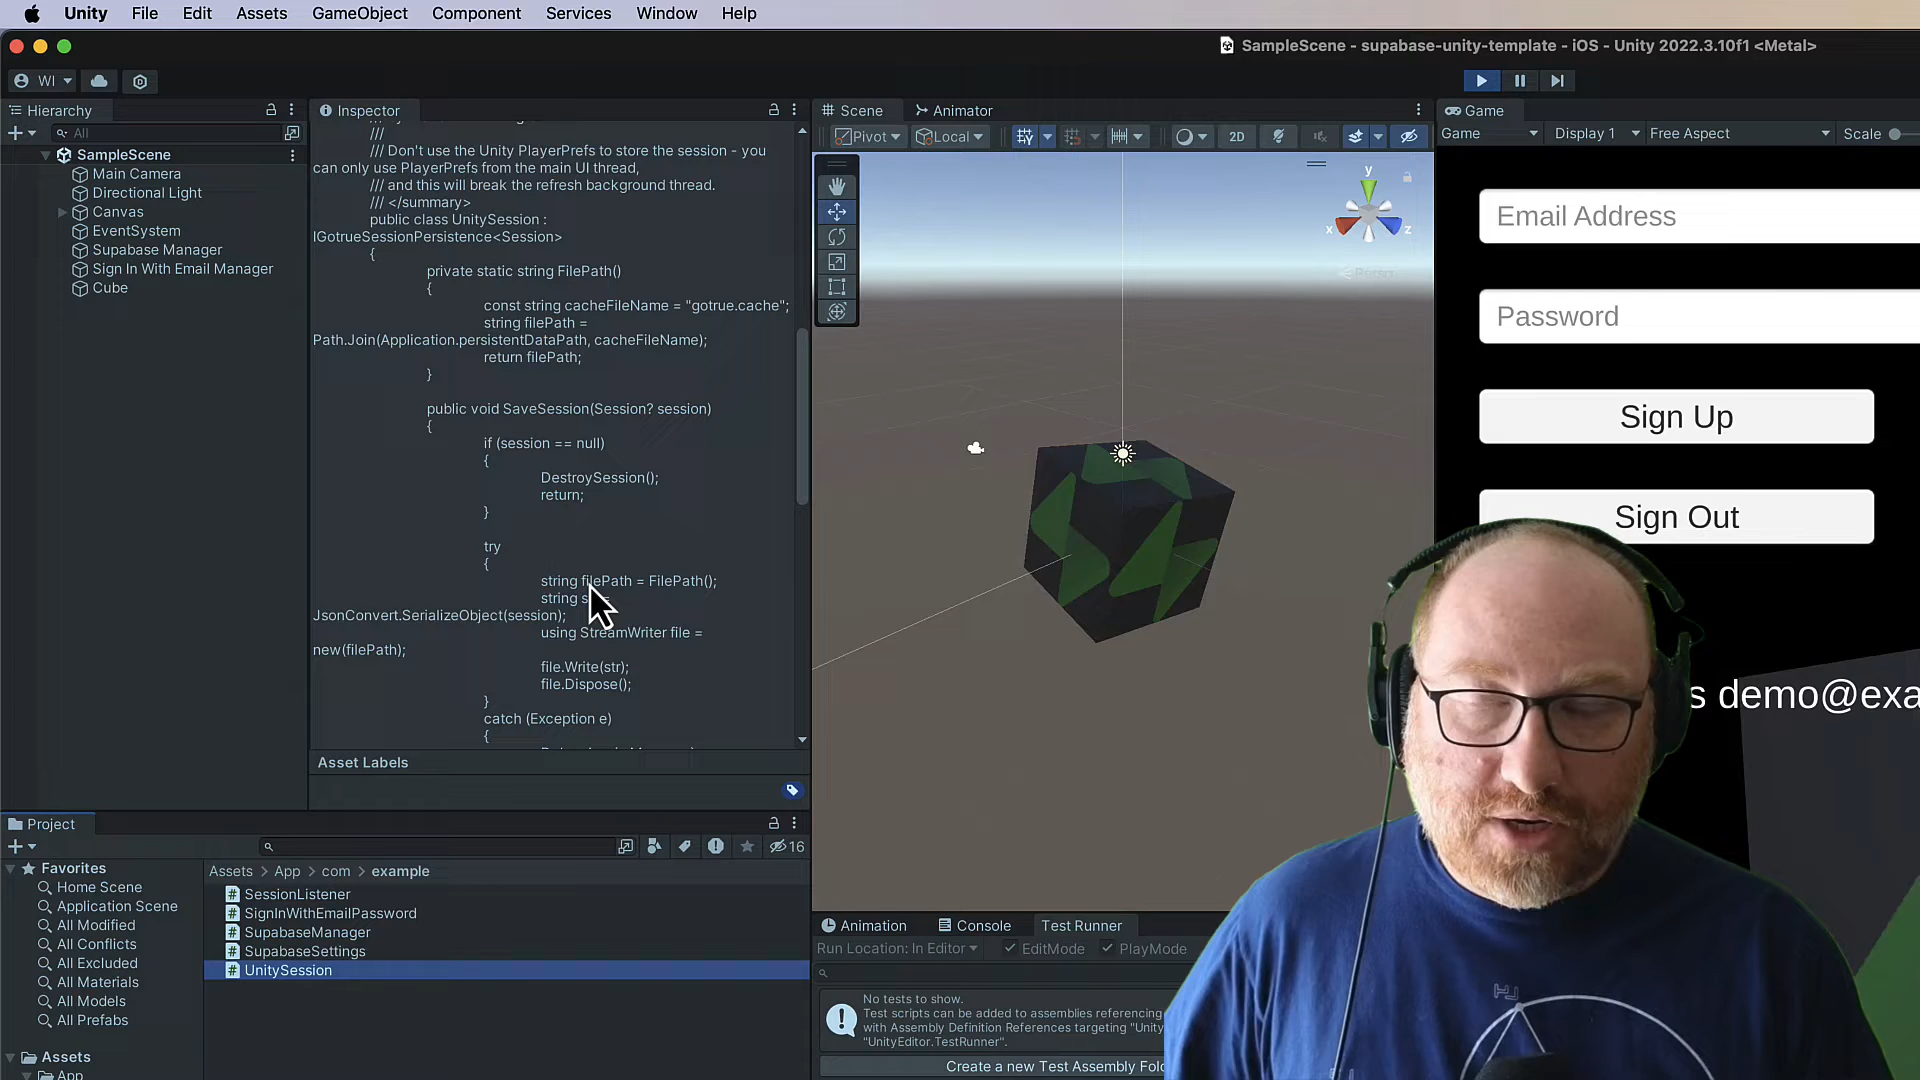 Unity File Edit Assets GameObject Component Services Window Help
SampleScene - supabase-unity-template - iOS - Unity 2022.3.10f1 <Metal>
WI
Hierarchy
All
SampleScene
Main Camera
Directional Light
Canvas
EventSystem
Supabase Manager
Sign In With Email Manager
Cube
Inspector
///
/// Don't use the Unity PlayerPrefs to store the session - you
can only use PlayerPrefs from the main UI thread,
/// and this will break the refresh background thread.
/// </summary>
public class UnitySession :
IGotrueSessionPersistence<Session>
{
private static string FilePath()
{
const string cacheFileName = "gotrue.cache";
string filePath =
Path.Join(Application.persistentDataPath, cacheFileName);
return filePath;
}
public void SaveSession(Session? session)
{
if (session == null)
{
DestroySession();
return;
}
try
{
string filePath = FilePath();
string
JsonConvert.SerializeObject(session);
using StreamWriter file =
new(filePath);
file.Write(str);
file.Dispose();
}
catch (Exception e)
{
Asset Labels
Scene Animator
Pivot Local 2D
y
x z
Game
Game Display 1 Free Aspect Scale
Email Address
Password
Sign Up
Sign Out
s demo@exa
Project
16
Favorites
Home Scene
Application Scene
All Modified
All Conflicts
All Excluded
All Materials
All Models
All Prefabs
Assets
App
Assets > App > com > example
SessionListener
SignInWithEmailPassword
SupabaseManager
SupabaseSettings
UnitySession
Animation Console Test Runner
Run Location: In Editor EditMode PlayMode
No tests to show.
Test scripts can be added to assemblies referencing
with Assembly Definition References targeting "Unity
"UnityEditor.TestRunner".
Create a new Test Assembly Fol